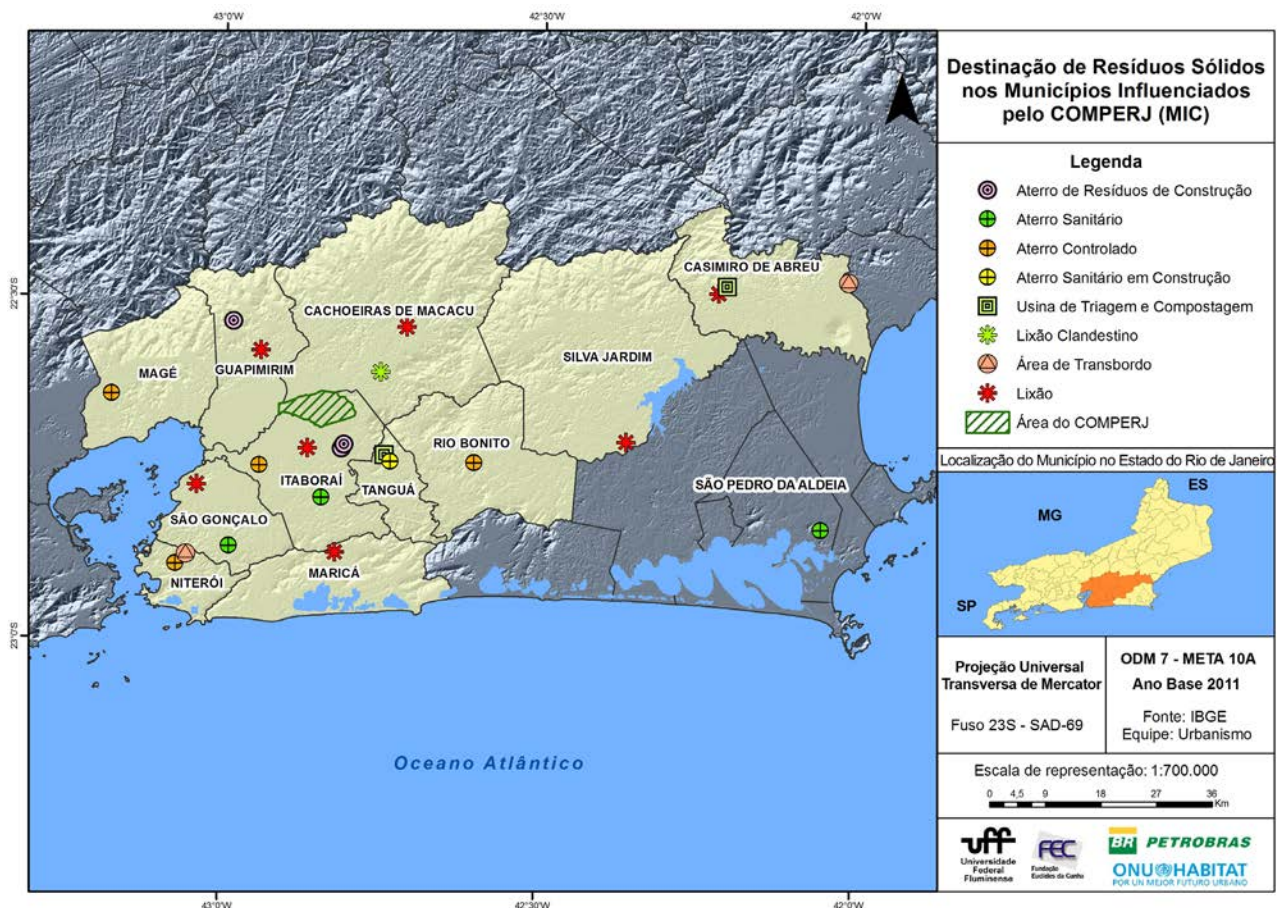 43°0'W
42°30'W
42°0'W
22°30'S
23°0'S
CASIMIRO DE ABREU
CACHOEIRAS DE MACACU
SILVA JARDIM
MAGÉ
GUAPIMIRIM
RIO BONITO
ITABORAÍ
TANGUÁ
SÃO PEDRO DA ALDEIA
SÃO GONÇALO
MARICÁ
NITERÓI
Oceano Atlântico
43°0'W
42°30'W
42°0'W
Destinação de Resíduos Sólidos
nos Municípios Influenciados
pelo COMPERJ (MIC)
Legenda
Aterro de Resíduos de Construção
Aterro Sanitário
Aterro Controlado
Aterro Sanitário em Construção
Usina de Triagem e Compostagem
Lixão Clandestino
Área de Transbordo
Lixão
Área do COMPERJ
Localização do Município no Estado do Rio de Janeiro
ES
MG
SP
Projeção Universal
Transversa de Mercator
Fuso 23S - SAD-69
ODM 7 - META 10A
Ano Base 2011
Fonte: IBGE
Equipe: Urbanismo
Escala de representação: 1:700.000
0 4,5 9 18 27 36
Km
uff
Universidade
Federal
Fluminense
FEC
Fundação
Euclides da Cunha
BR PETROBRAS
ONU HABITAT
POR UN MEJOR FUTURO URBANO